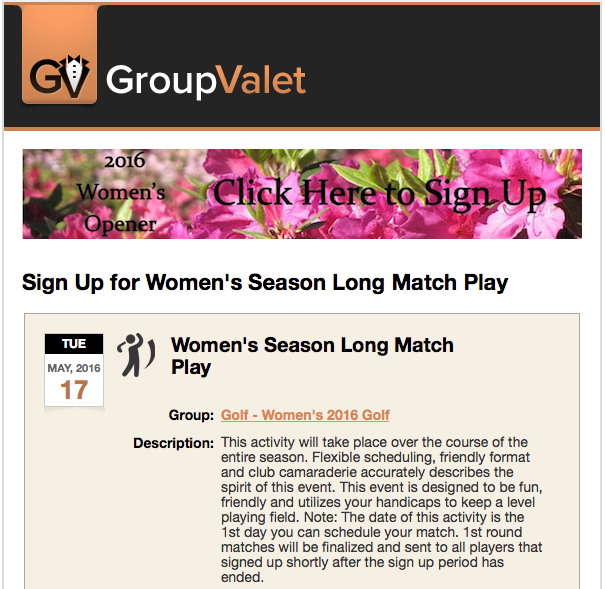 GV GroupValet
2016
Women's
Opener
Click Here to Sign Up
Sign Up for Women's Season Long Match Play
TUE
MAY, 2016
17
Women's Season Long Match
Play
Group: Golf - Women's 2016 Golf
Description: This activity will take place over the course of the
entire season. Flexible scheduling, friendly format
and club camaraderie accurately describes the
spirit of this event. This event is designed to be fun,
friendly and utilizes your handicaps to keep a level
playing field. Note: The date of this activity is the
1st day you can schedule your match. 1st round
matches will be finalized and sent to all players that
signed up shortly after the sign up period has
ended.